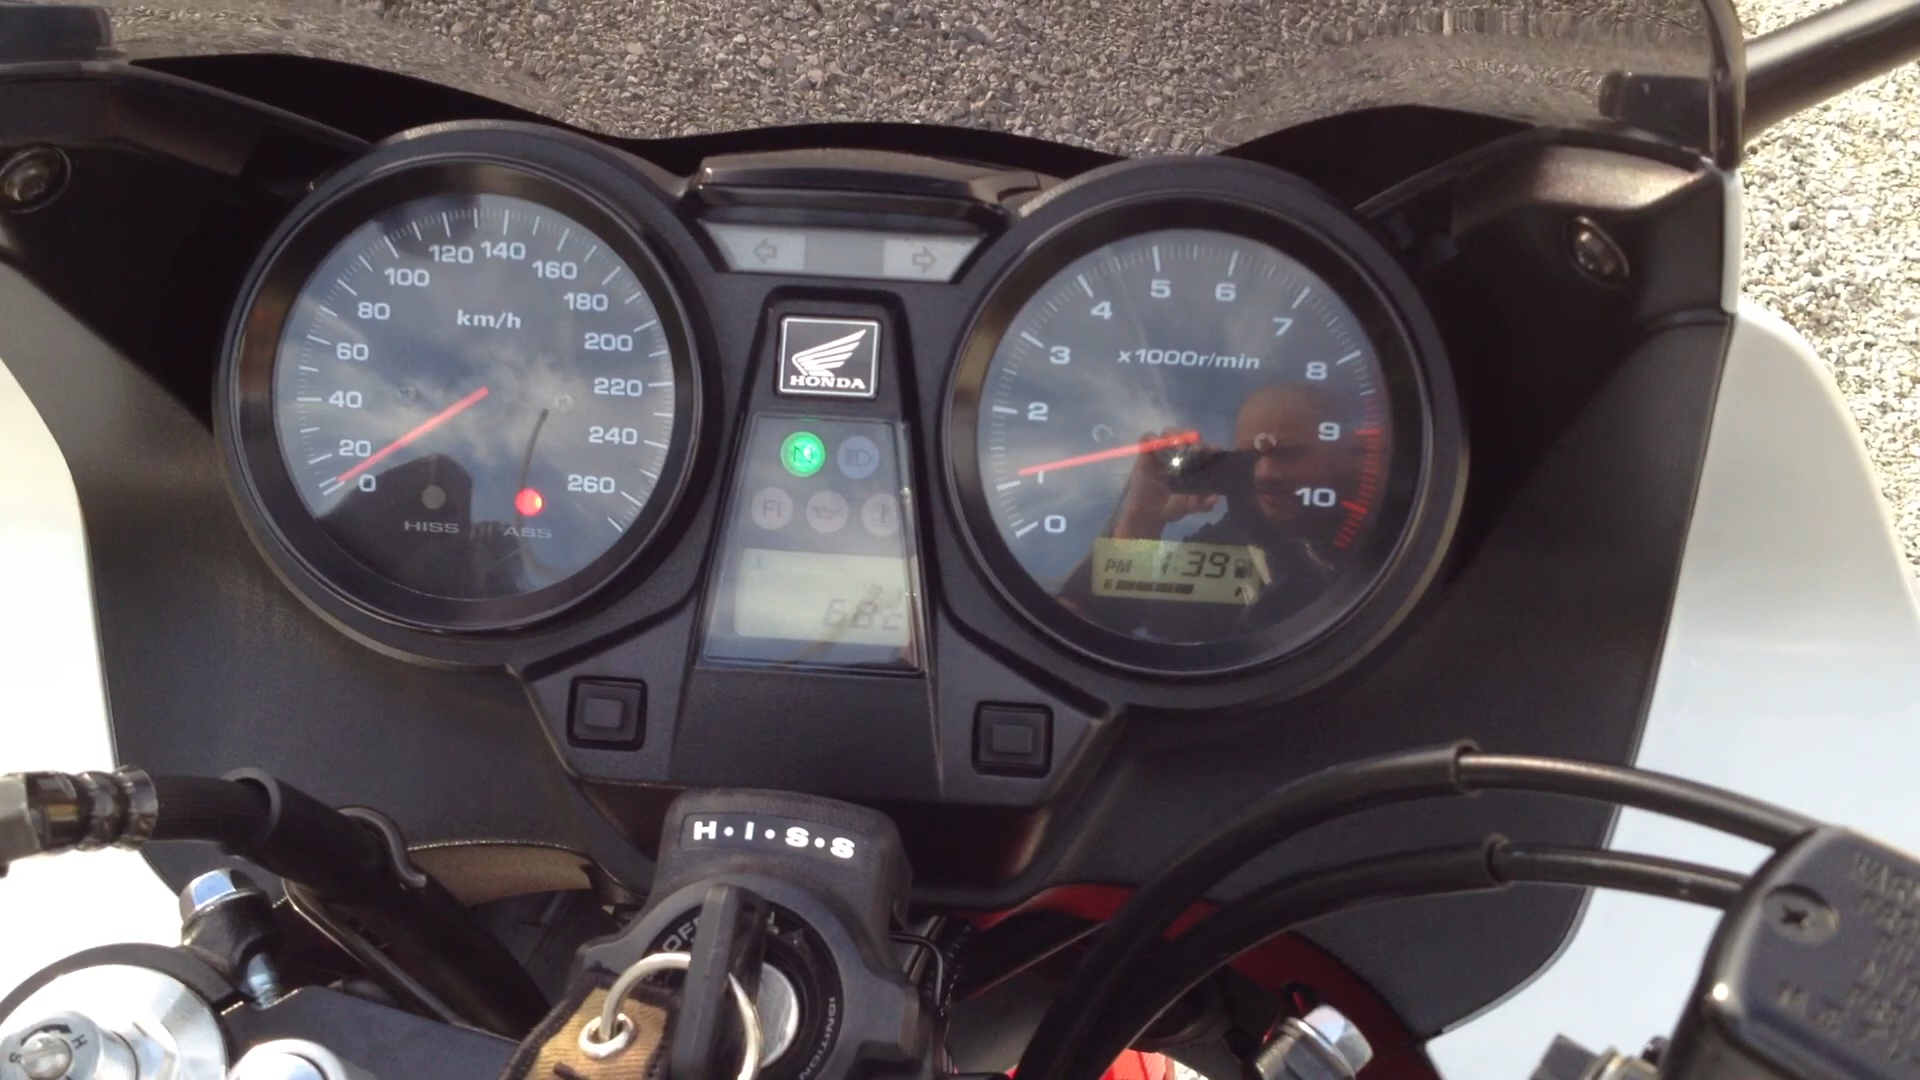 120 140
100 160
80 180
km/h
60 200
40 220
20 240
0 260
HISS ABS
HONDA
N
FI
5 6
4 7
x1000r/min
3 8
2 9
1 10
0
PM 1:39
E
H·I·S·S
IGNITION
H
S